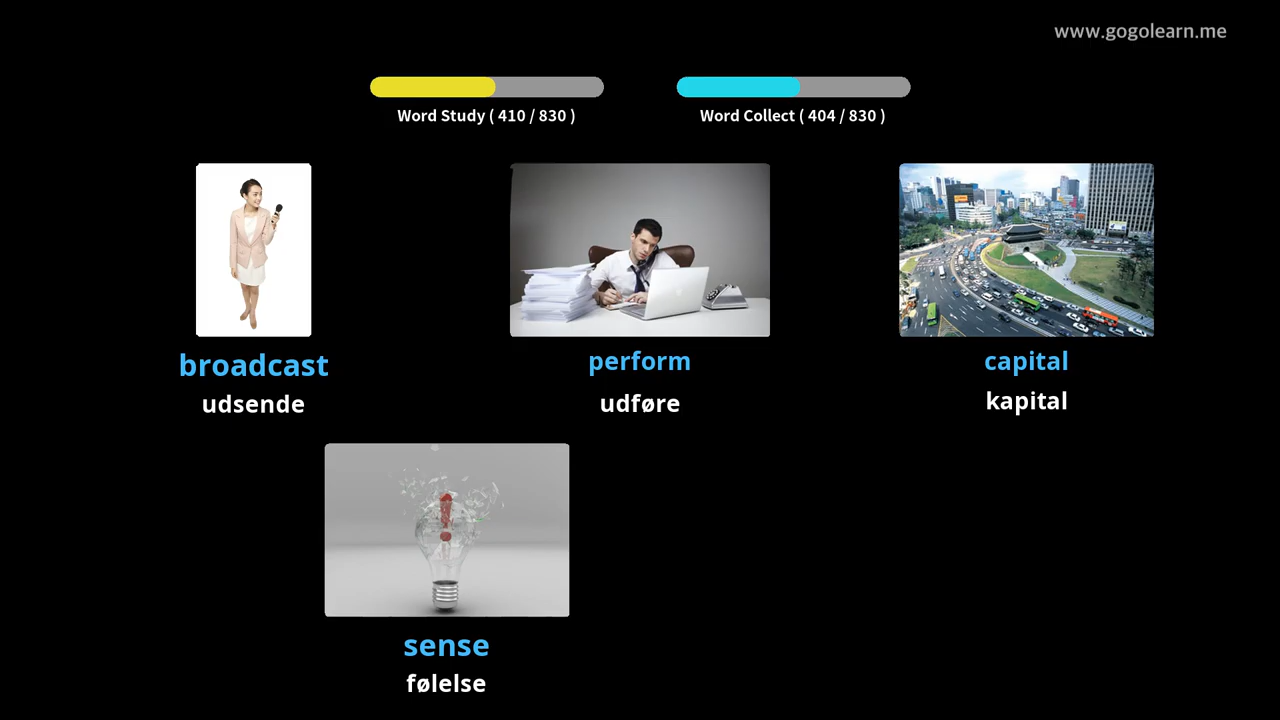 www.gogolearn.me
Word Study ( 410 / 830 )
Word Collect ( 404 / 830 )
broadcast
udsende
perform
udføre
capital
kapital
sense
følelse